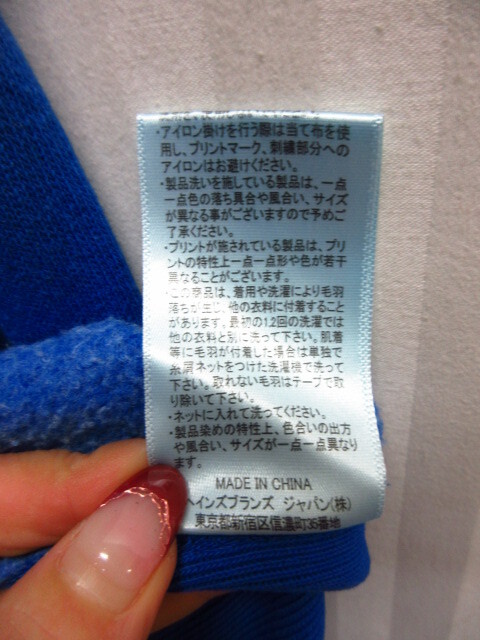 ・アイロン掛けを行う際は当て布を使
用し、プリントマーク、刺繍部分への
アイロンはお避けください。
・製品洗いを施している製品は、一点
一点色の落ち具合や風合い、サイズ
が異なる事がございますので予めご
了承ください。
・プリントが施されている製品は、プリ
ントの特性上一点一点形や色が若干
異なることがございます。
・この商品は、着用や洗濯により毛羽
落ちが生じ、他の衣料に付着すること
があります。最初の1,2回の洗濯では
他の衣料と別に洗って下さい。肌着
等に毛羽が付着した場合は単独で
糸屑ネットをつけた洗濯機で洗って
下さい。取れない毛羽はテープで取
り除いて下さい。
・ネットに入れて洗ってください。
・製品染めの特性上、色合いの出方
や風合い、サイズが一点一点異なり
ます。
MADE IN CHINA
ヘインズブランズ ジャパン(株)
東京都新宿区信濃町35番地